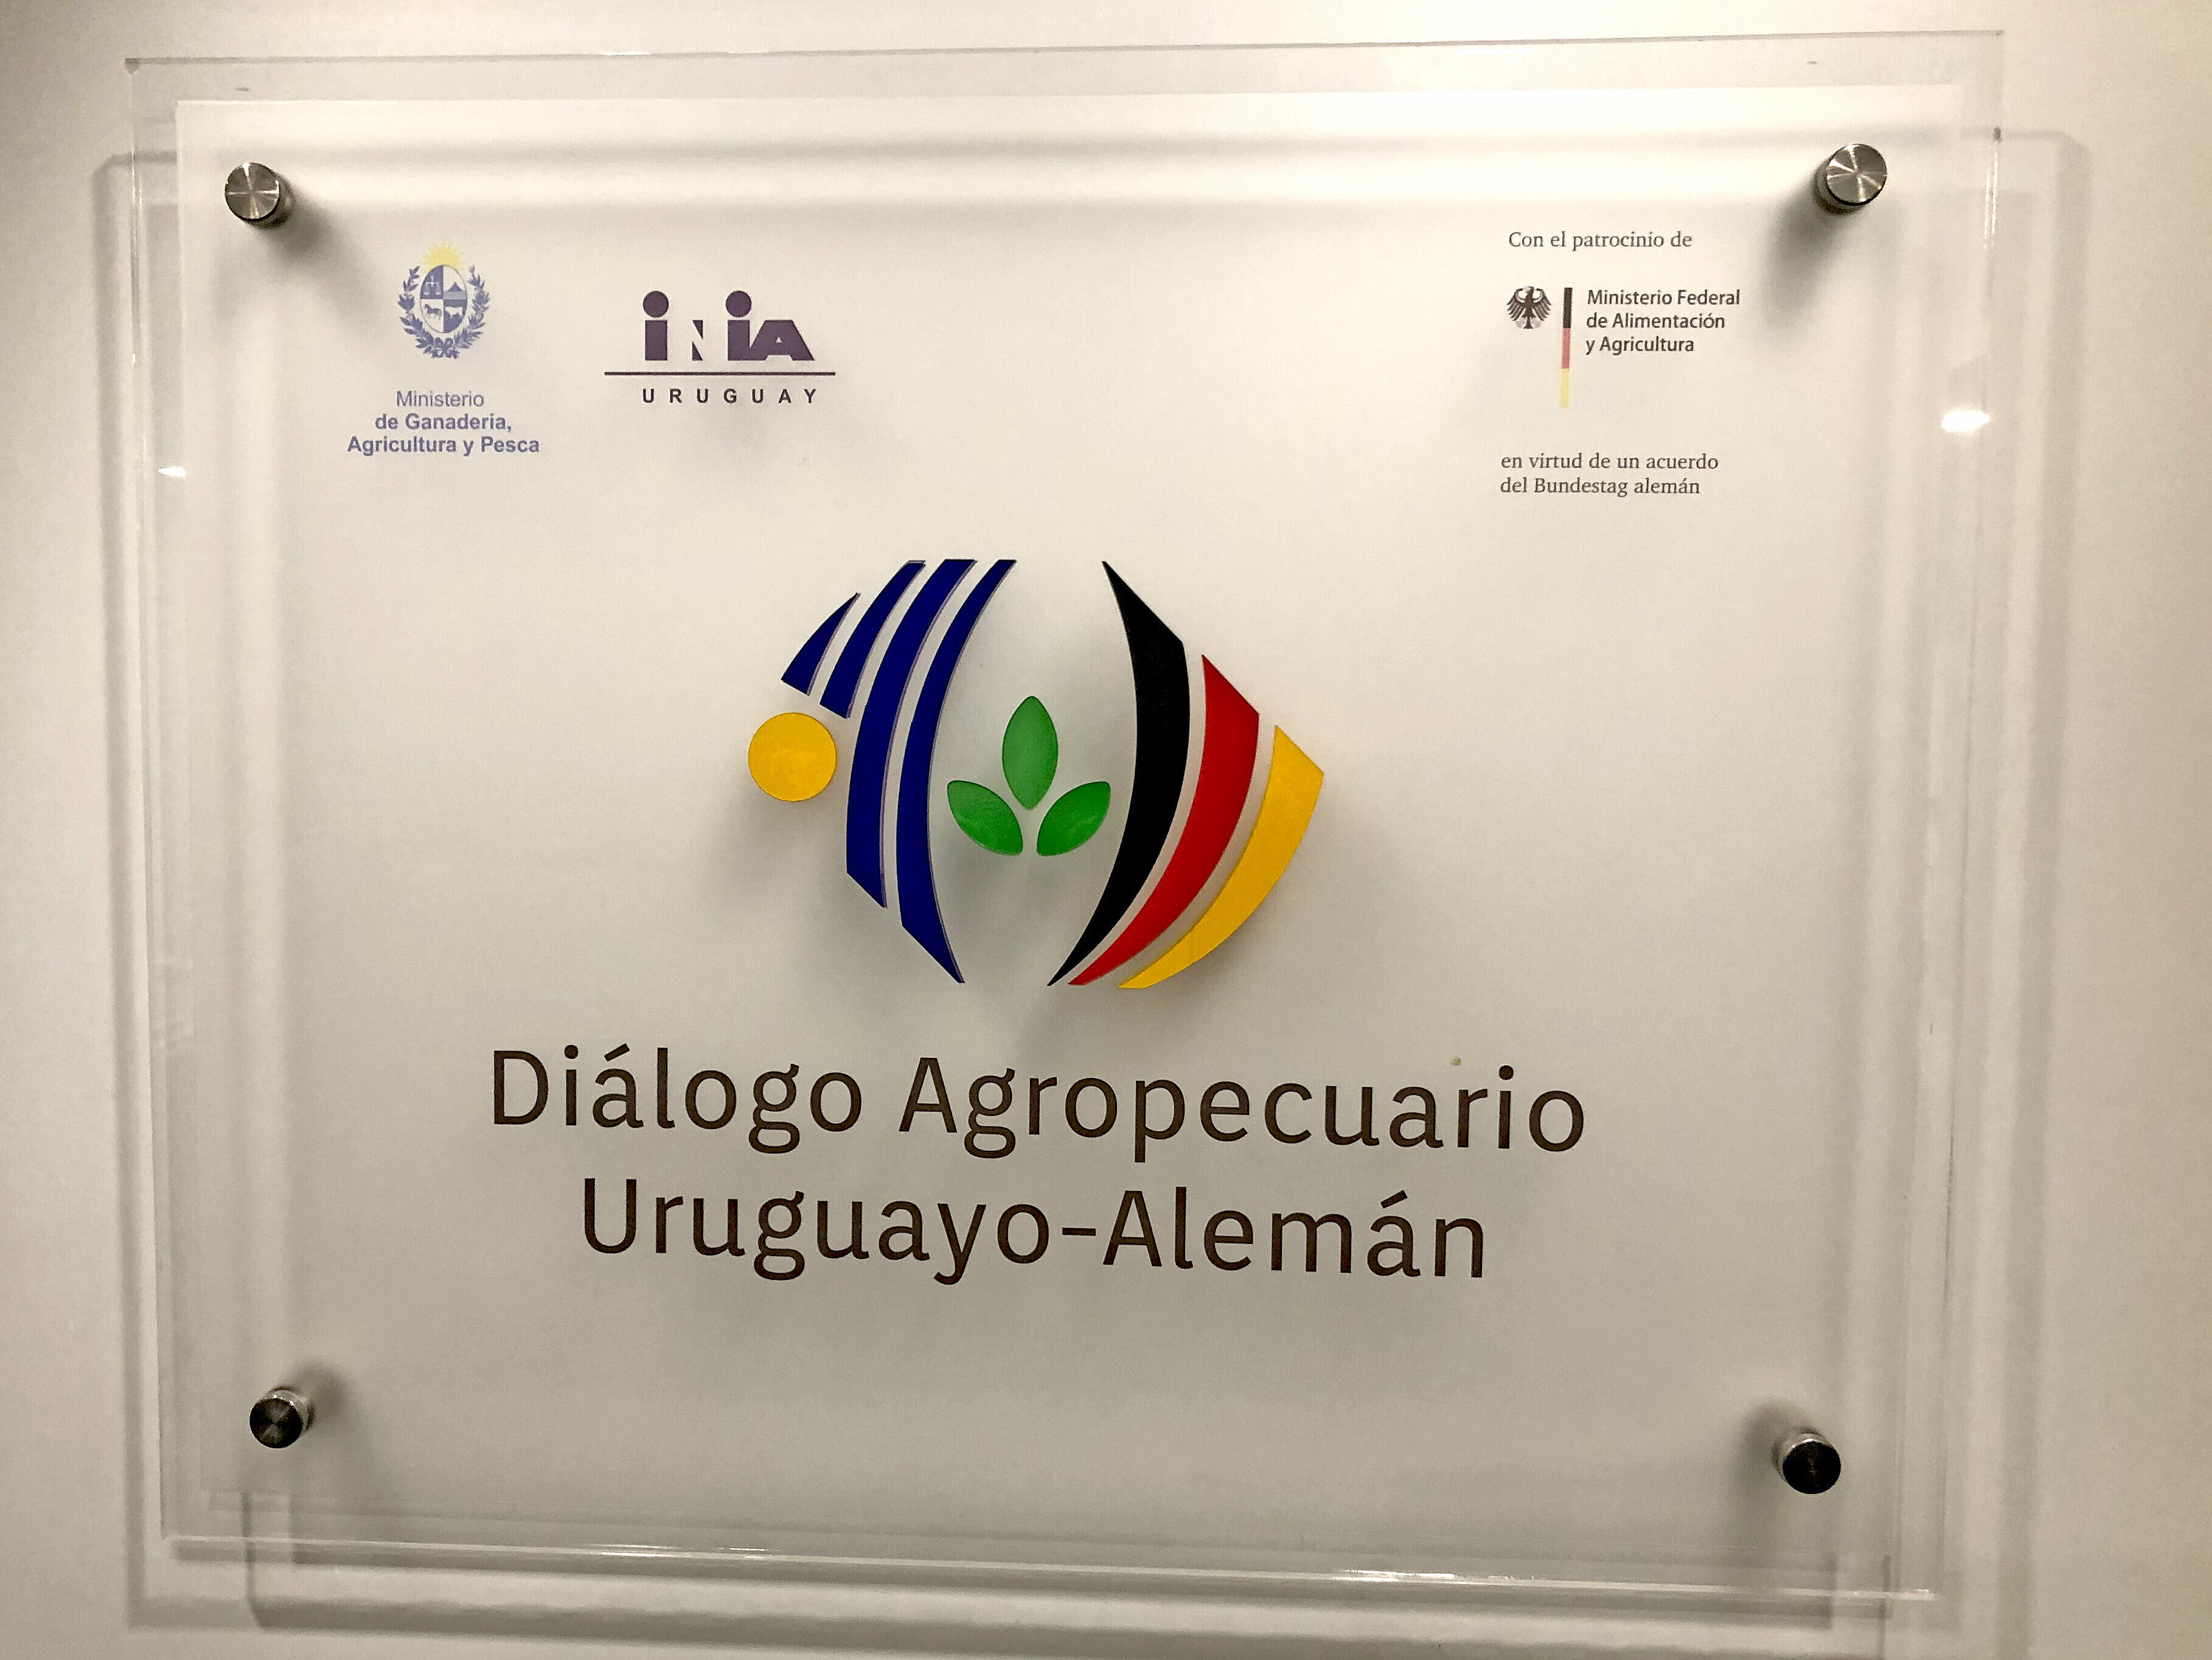 Ministerio
de Ganadería,
Agricultura y Pesca
INIA
URUGUAY
Con el patrocinio de
Ministerio Federal
de Alimentación
y Agricultura
en virtud de un acuerdo
del Bundestag alemán
Diálogo Agropecuario
Uruguayo-Alemán